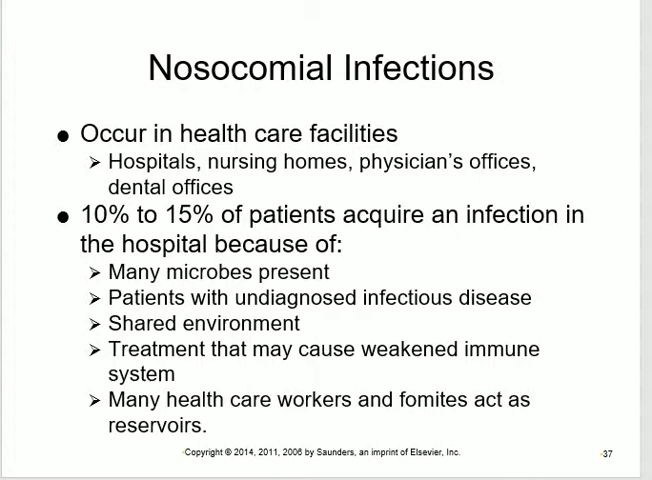 Nosocomial Infections
● Occur in health care facilities
➢ Hospitals, nursing homes, physician's offices,
dental offices
● 10% to 15% of patients acquire an infection in
the hospital because of:
➢ Many microbes present
➢ Patients with undiagnosed infectious disease
➢ Shared environment
➢ Treatment that may cause weakened immune
system
➢ Many health care workers and fomites act as
reservoirs.
Copyright © 2014, 2011, 2006 by Saunders, an imprint of Elsevier, Inc.
37